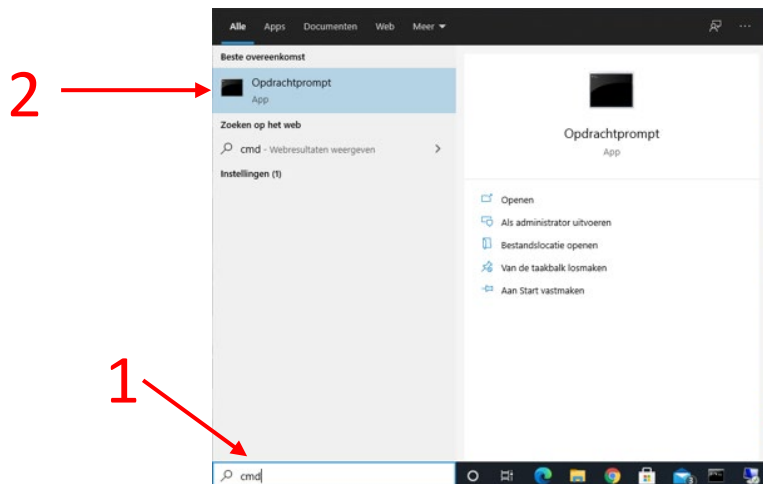 Alle Apps Documenten Web Meer
Beste overeenkomst
2
Opdrachtprompt
App
Zoeken op het web
cmd - Webresultaten weergeven
Instellingen (1)
Opdrachtprompt
App
Openen
Als administrator uitvoeren
Bestandslocatie openen
Van de taakbalk losmaken
Aan Start vastmaken
1
cmd